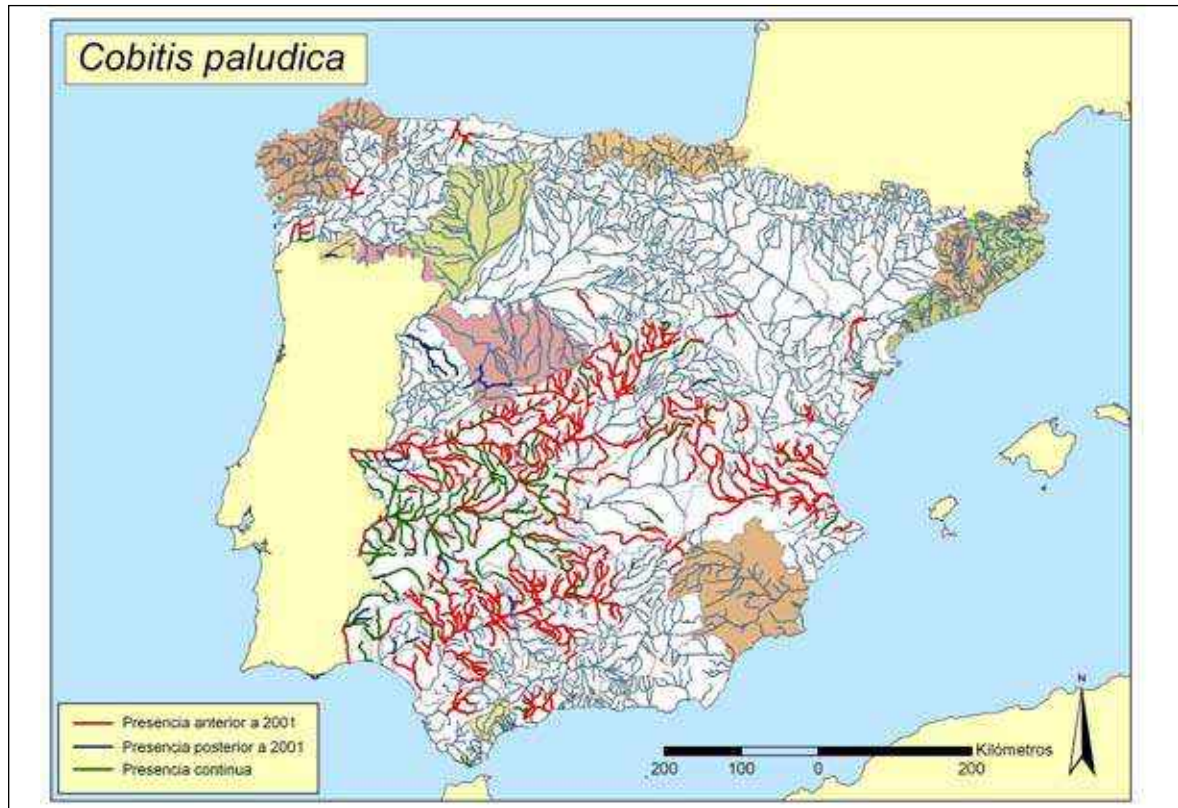 Cobitis paludica
Presencia anterior a 2001
Presencia posterior a 2001
Presencia continua
N
Kilómetros
200 100 0 200